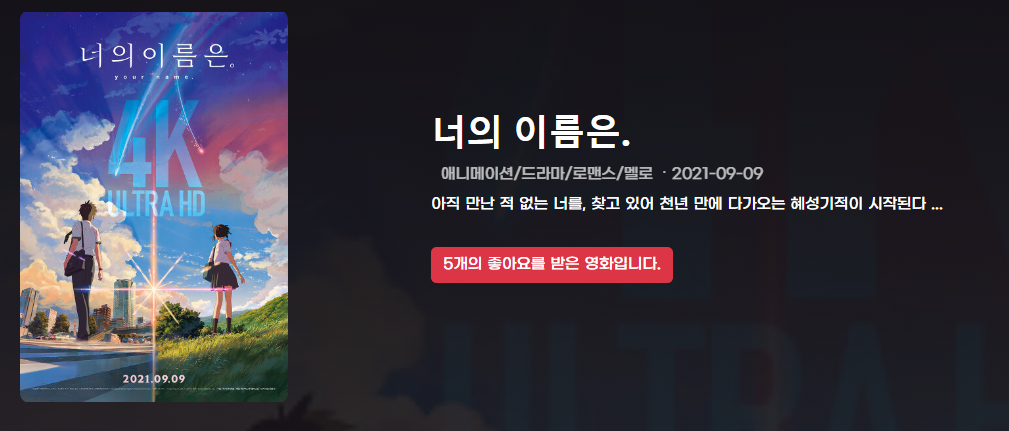 너의 이름은.
your name.
4K
ULTRA HD
2021.09.09
너의 이름은.
애니메이션/드라마/로맨스/멜로 · 2021-09-09
아직 만난 적 없는 너를, 찾고 있어 천년 만에 다가오는 혜성기적이 시작된다 ...
5개의 좋아요를 받은 영화입니다.